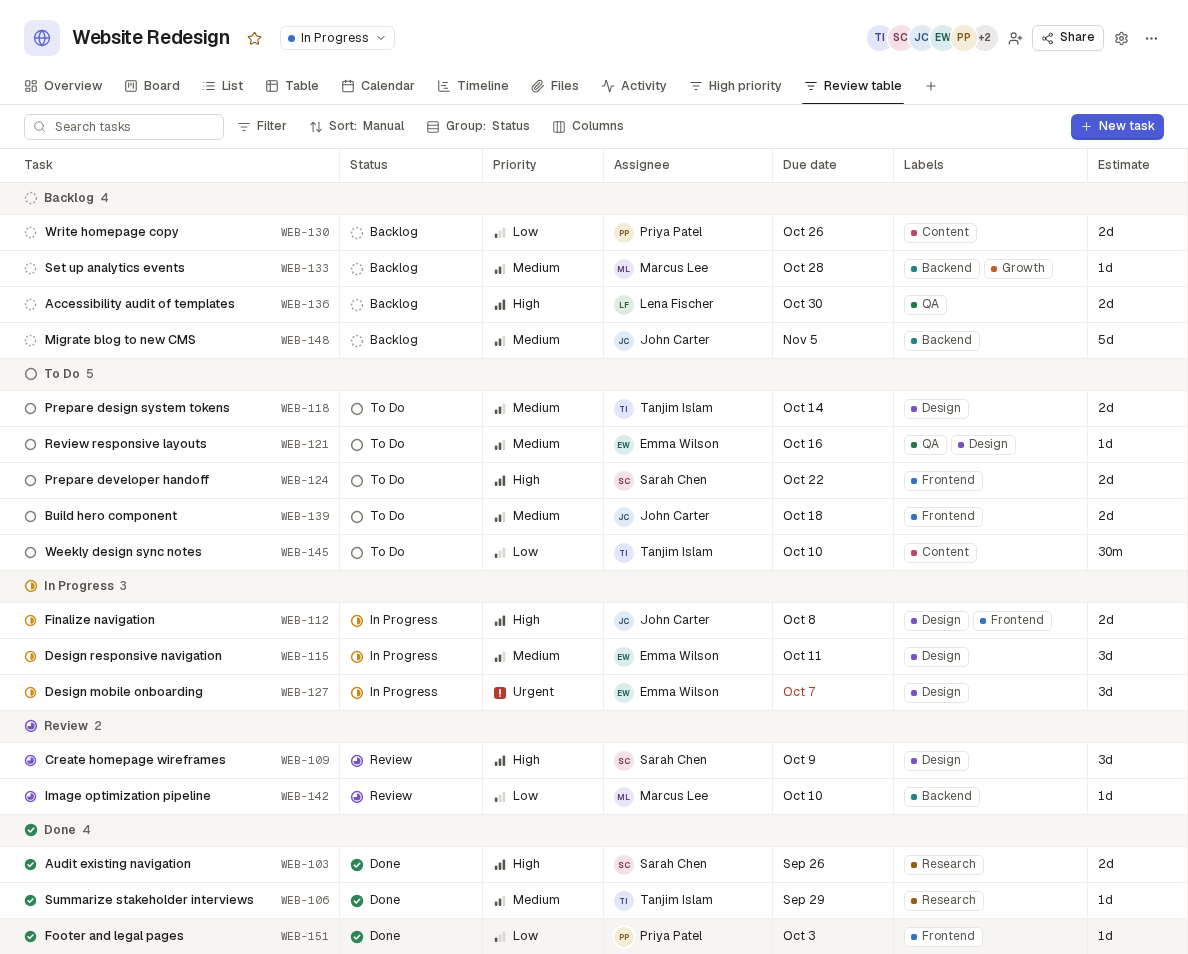 Website Redesign In Progress TI SC JC EW PP +2 Share
Overview Board List Table Calendar Timeline Files Activity High priority Review table
Search tasks Filter Sort: Manual Group: Status Columns New task
Task Status Priority Assignee Due date Labels Estimate
Backlog 4
Write homepage copy WEB-130 Backlog Low PP Priya Patel Oct 26 Content 2d
Set up analytics events WEB-133 Backlog Medium ML Marcus Lee Oct 28 Backend Growth 1d
Accessibility audit of templates WEB-136 Backlog High LF Lena Fischer Oct 30 QA 2d
Migrate blog to new CMS WEB-148 Backlog Medium JC John Carter Nov 5 Backend 5d
To Do 5
Prepare design system tokens WEB-118 To Do Medium TI Tanjim Islam Oct 14 Design 2d
Review responsive layouts WEB-121 To Do Medium EW Emma Wilson Oct 16 QA Design 1d
Prepare developer handoff WEB-124 To Do High SC Sarah Chen Oct 22 Frontend 2d
Build hero component WEB-139 To Do Medium JC John Carter Oct 18 Frontend 2d
Weekly design sync notes WEB-145 To Do Low TI Tanjim Islam Oct 10 Content 30m
In Progress 3
Finalize navigation WEB-112 In Progress High JC John Carter Oct 8 Design Frontend 2d
Design responsive navigation WEB-115 In Progress Medium EW Emma Wilson Oct 11 Design 3d
Design mobile onboarding WEB-127 In Progress Urgent EW Emma Wilson Oct 7 Design 3d
Review 2
Create homepage wireframes WEB-109 Review High SC Sarah Chen Oct 9 Design 3d
Image optimization pipeline WEB-142 Review Low ML Marcus Lee Oct 10 Backend 1d
Done 4
Audit existing navigation WEB-103 Done High SC Sarah Chen Sep 26 Research 2d
Summarize stakeholder interviews WEB-106 Done Medium TI Tanjim Islam Sep 29 Research 1d
Footer and legal pages WEB-151 Done Low PP Priya Patel Oct 3 Frontend 1d